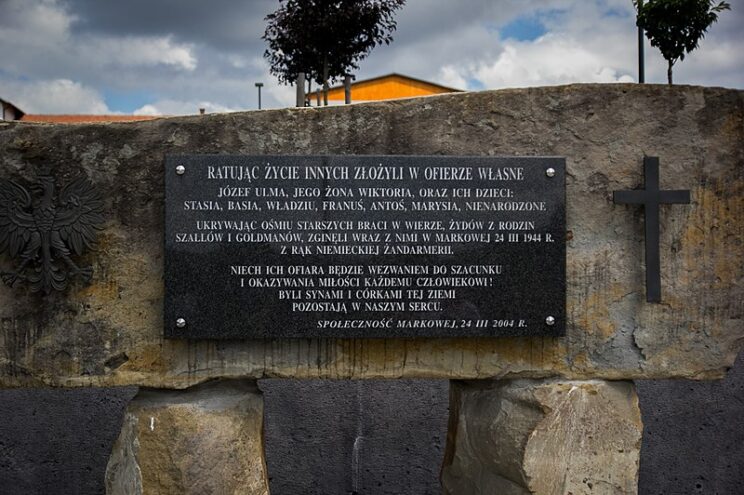 RATUJĄC ŻYCIE INNYCH ZŁOŻYLI W OFIERZE WŁASNE
JÓZEF ULMA, JEGO ŻONA WIKTORIA, ORAZ ICH DZIECI:
STASIA, BASIA, WŁADZIU, FRANUŚ, ANTOŚ, MARYSIA, NIENARODZONE
UKRYWAJĄC OŚMIU STARSZYCH BRACI W WIERZE, ŻYDÓW Z RODZIN
SZALLÓW I GOLDMANÓW, ZGINĘLI WRAZ Z NIMI W MARKOWEJ 24 III 1944 R.
Z RĄK NIEMIECKIEJ ŻANDARMERII.
NIECH ICH OFIARA BĘDZIE WEZWANIEM DO SZACUNKU
I OKAZYWANIA MIŁOŚCI KAŻDEMU CZŁOWIEKOWI!
BYLI SYNAMI I CÓRKAMI TEJ ZIEMI
POZOSTAJĄ W NASZYM SERCU.
SPOŁECZNOŚĆ MARKOWEJ, 24 III 2004 R.